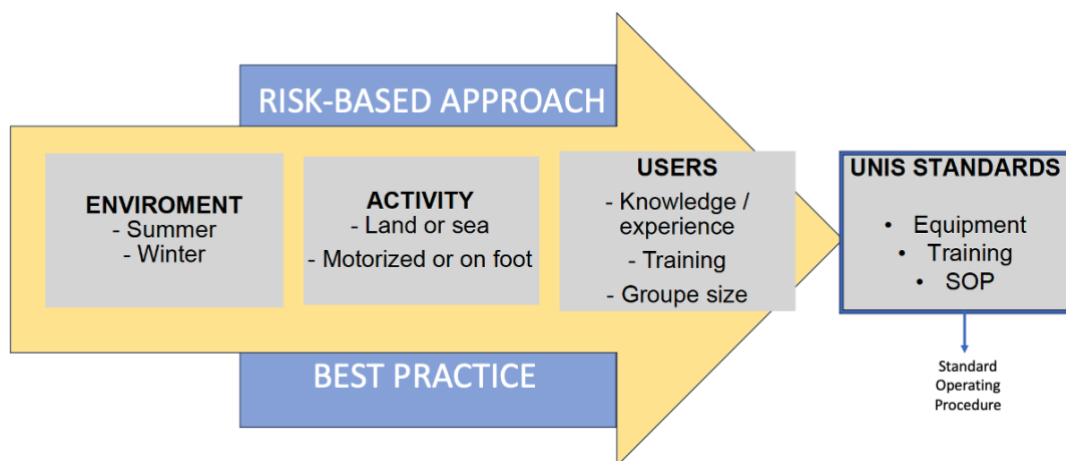 RISK-BASED APPROACH
ENVIROMENT
- Summer
- Winter
ACTIVITY
- Land or sea
- Motorized or on foot
USERS
- Knowledge /
experience
- Training
- Groupe size
UNIS STANDARDS
• Equipment
• Training
• SOP
Standard
Operating
Procedure
BEST PRACTICE